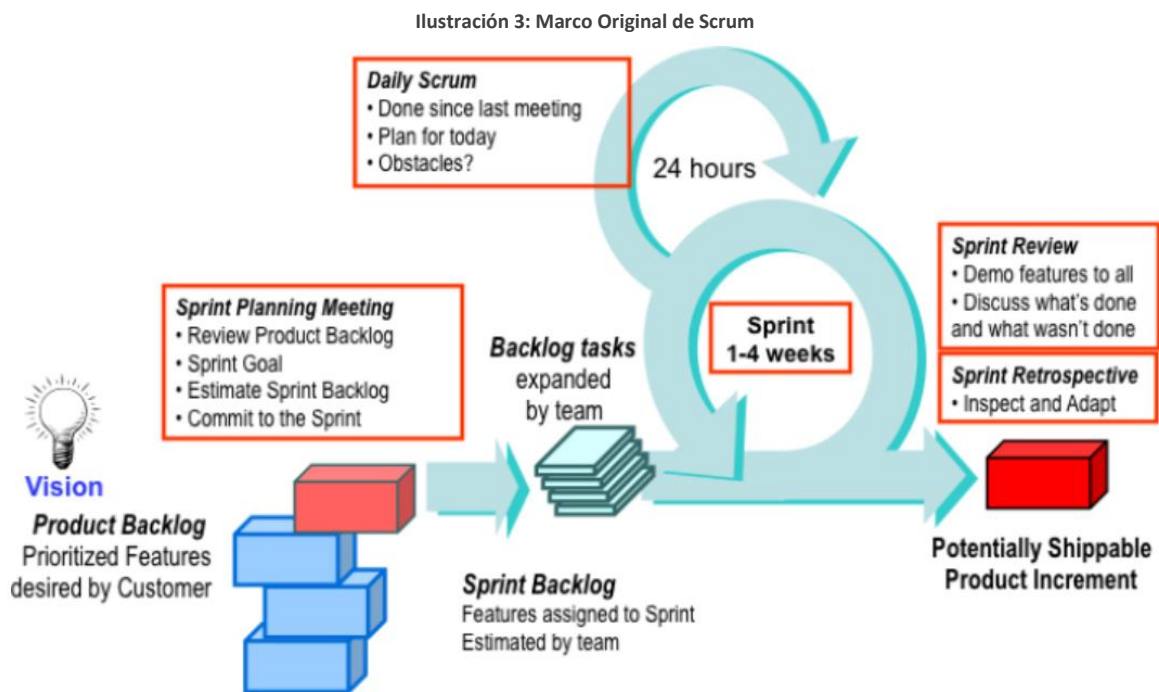 Ilustración 3: Marco Original de Scrum
Daily Scrum
• Done since last meeting
• Plan for today
• Obstacles?
24 hours
Sprint Review
• Demo features to all
• Discuss what's done
and what wasn't done
Sprint Planning Meeting
• Review Product Backlog
• Sprint Goal
• Estimate Sprint Backlog
• Commit to the Sprint
Sprint
1-4 weeks
Backlog tasks
expanded
by team
Sprint Retrospective
• Inspect and Adapt
Vision
Product Backlog
Prioritized Features
desired by Customer
Sprint Backlog
Features assigned to Sprint
Estimated by team
Potentially Shippable
Product Increment